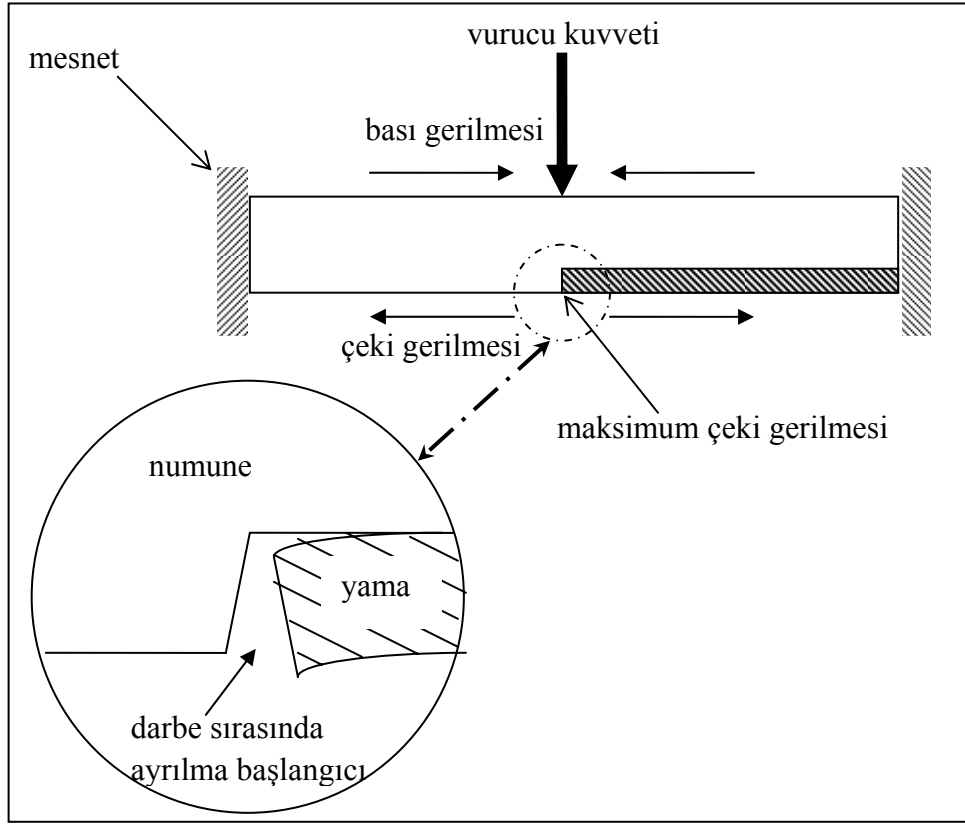 vurucu kuvveti
mesnet
bası gerilmesi
çeki gerilmesi
maksimum çeki gerilmesi
numune
yama
darbe sırasında
ayrılma başlangıcı